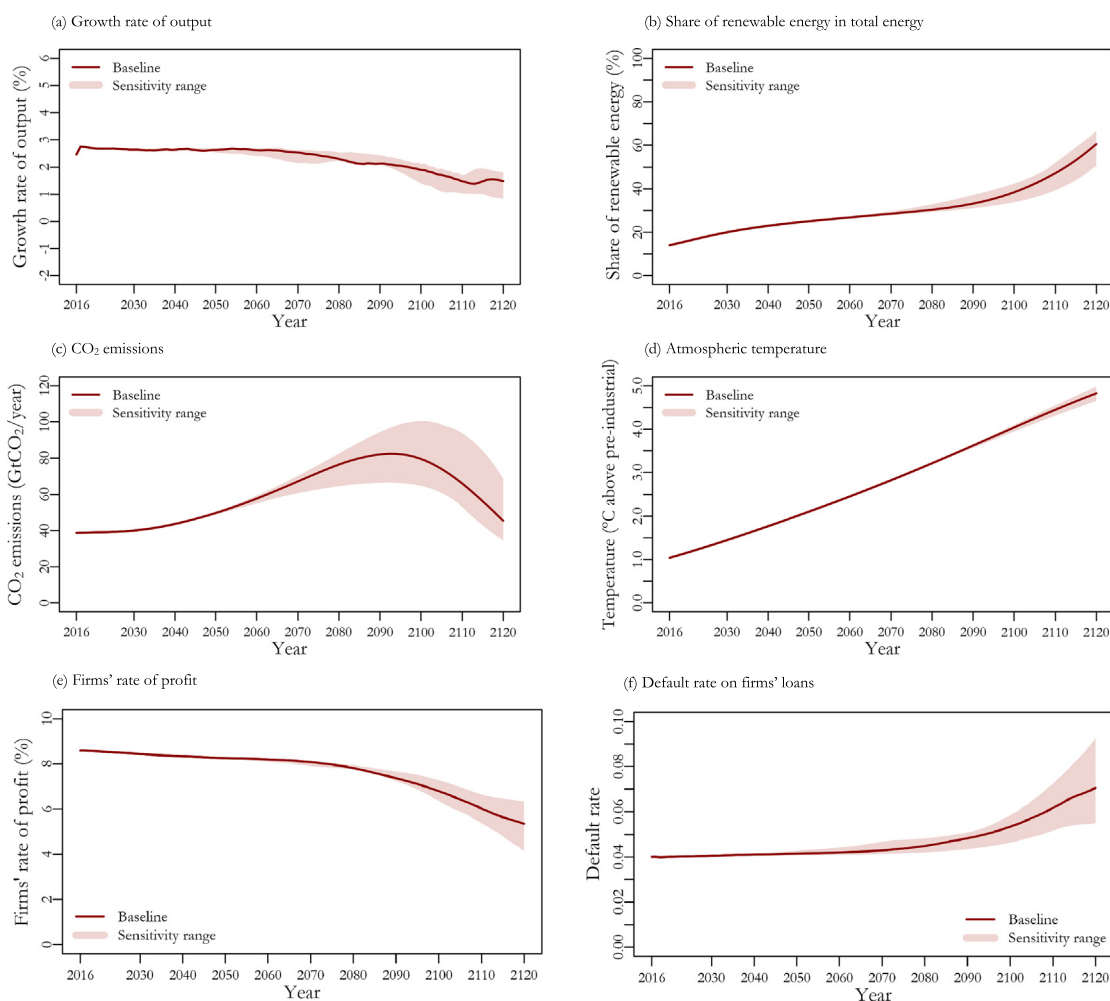 (a) Growth rate of output
Growth rate of output (%)
6
5
4
3
2
1
0
-1
-2
Baseline
Sensitivity range
2016 2030 2040 2050 2060 2070 2080 2090 2100 2110 2120
Year
(b) Share of renewable energy in total energy
Share of renewable energy (%)
100
80
60
40
20
0
Baseline
Sensitivity range
2016 2030 2040 2050 2060 2070 2080 2090 2100 2110 2120
Year
(c) CO₂ emissions
CO₂ emissions (GtCO₂/year)
120
100
80
60
40
20
0
Baseline
Sensitivity range
2016 2030 2040 2050 2060 2070 2080 2090 2100 2110 2120
Year
(d) Atmospheric temperature
Temperature (ºC above pre-industrial)
5.0
4.0
3.0
2.0
1.0
0.0
Baseline
Sensitivity range
2016 2030 2040 2050 2060 2070 2080 2090 2100 2110 2120
Year
(e) Firms' rate of profit
Firms' rate of profit (%)
10
8
6
4
2
0
Baseline
Sensitivity range
2016 2030 2040 2050 2060 2070 2080 2090 2100 2110 2120
Year
(f) Default rate on firms' loans
Default rate
0.10
0.08
0.06
0.04
0.02
0.00
Baseline
Sensitivity range
2016 2030 2040 2050 2060 2070 2080 2090 2100 2110 2120
Year